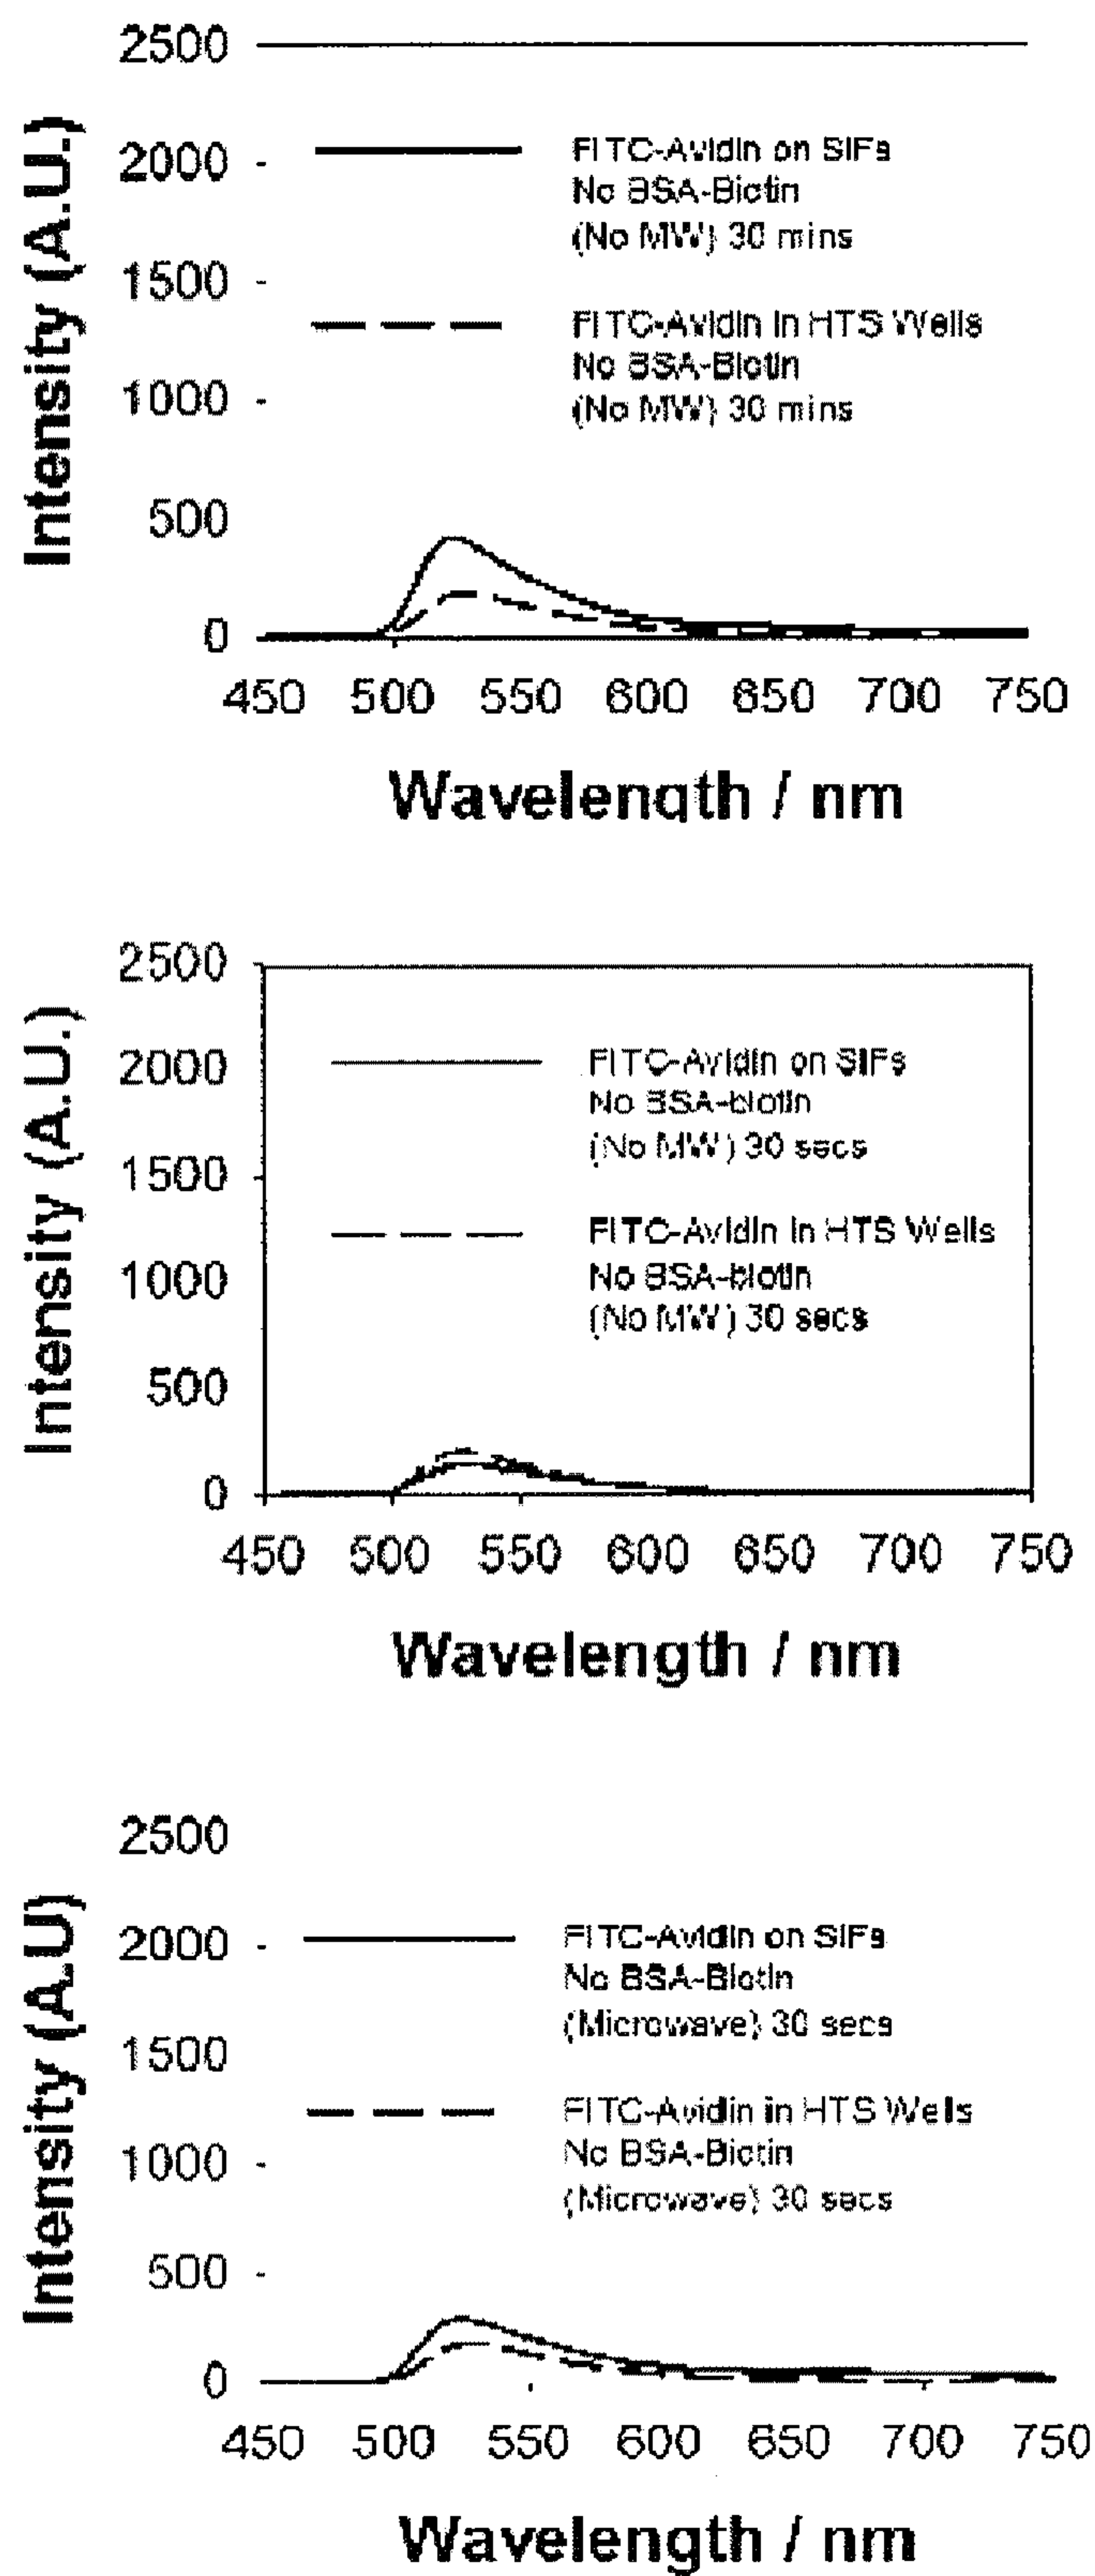 2500
2000
1500
1000
500
0
Intensity (A.U.)
FITC-Avidin on SIFs
No BSA-Biotin
(No MW) 30 mins
FITC-Avidin in HTS Wells
No BSA-Biotin
(No MW) 30 mins
450 500 550 600 650 700 750
Wavelength / nm
2500
2000
1500
1000
500
0
Intensity (A.U.)
FITC-Avidin on SIFs
No BSA-biotin
(No MW) 30 secs
FITC-Avidin in HTS Wells
No BSA-biotin
(No MW) 30 secs
450 500 550 600 650 700 750
Wavelength / nm
2500
2000
1500
1000
500
0
Intensity (A.U)
FITC-Avidin on SIFs
No BSA-Biotin
(Microwave) 30 secs
FITC-Avidin in HTS Wells
No BSA-Biotin
(Microwave) 30 secs
450 500 550 600 650 700 750
Wavelength / nm